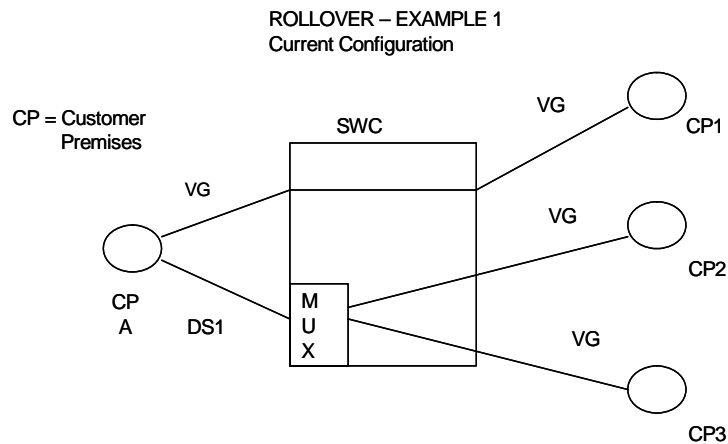 ROLLOVER – EXAMPLE 1
Current Configuration
CP = Customer
Premises
SWC
VG
CP1
VG
VG
CP2
CP
A
DS1
M
U
X
VG
CP3